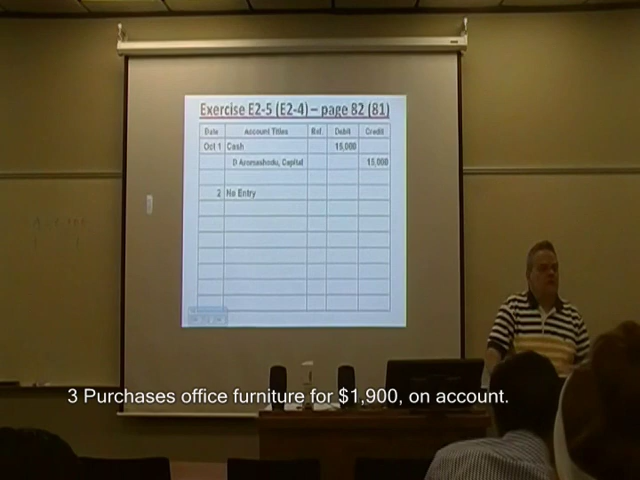 Exercise E2-5 (E2-4) – page 82 (81)
Date Account Titles Ref. Debit Credit
Oct 1 Cash 15,000
Capital 15,000
2 No Entry
3 Purchases office furniture for $1,900, on account.